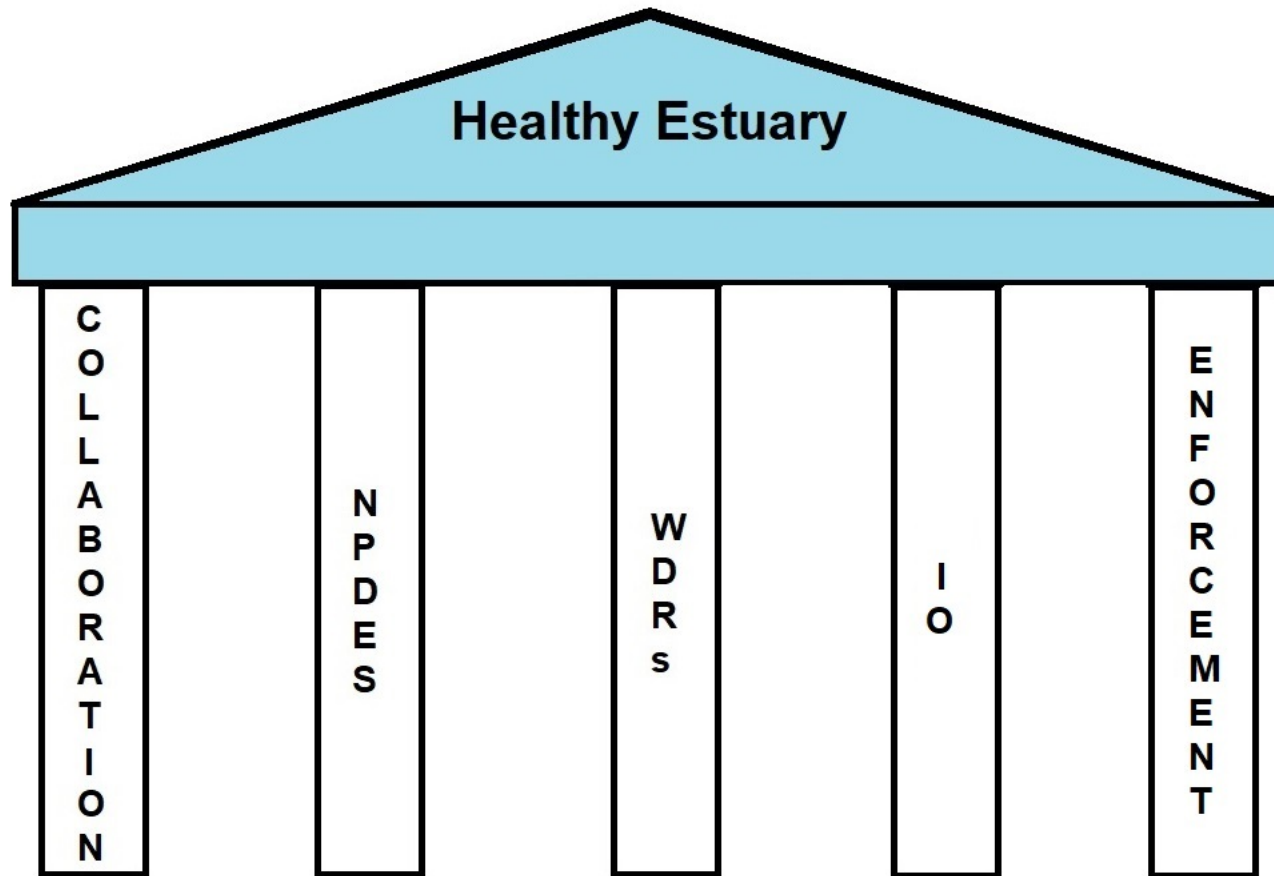 Healthy Estuary
COLLABORATION
NPDES
WDRs
IO
ENFORCEMENT